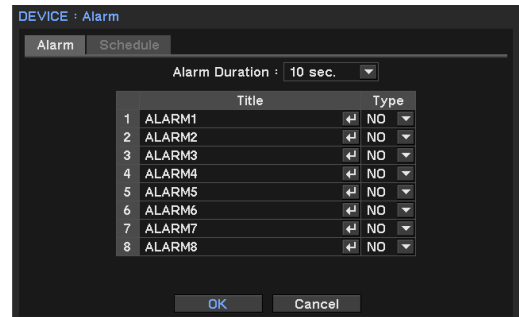 DEVICE : Alarm
Alarm Schedule
Alarm Duration : 10 sec.
Title Type
1 ALARM1 NO
2 ALARM2 NO
3 ALARM3 NO
4 ALARM4 NO
5 ALARM5 NO
6 ALARM6 NO
7 ALARM7 NO
8 ALARM8 NO
OK Cancel